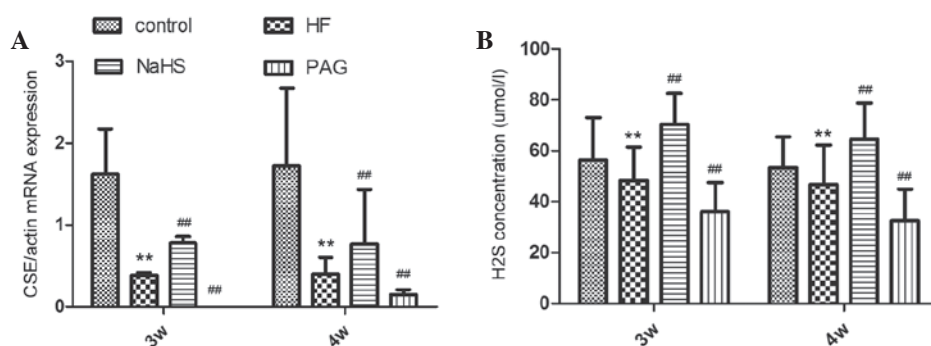 A
control
HF
NaHS
PAG
CSE/actin mRNA expression
3
2
1
0
**
##
##
**
##
##
3w
4w
B
H2S concentration (umol/l)
100
80
60
40
20
0
**
##
##
**
##
##
3w
4w